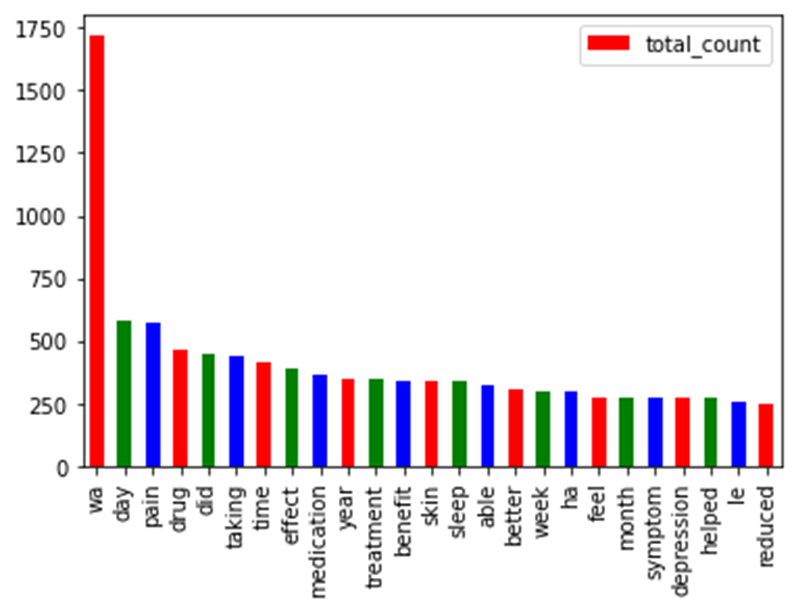 1750
1500
1250
1000
750
500
250
0
total_count
wa
day
pain
drug
did
taking
time
effect
medication
year
treatment
benefit
skin
sleep
able
better
week
ha
feel
month
symptom
depression
helped
le
reduced